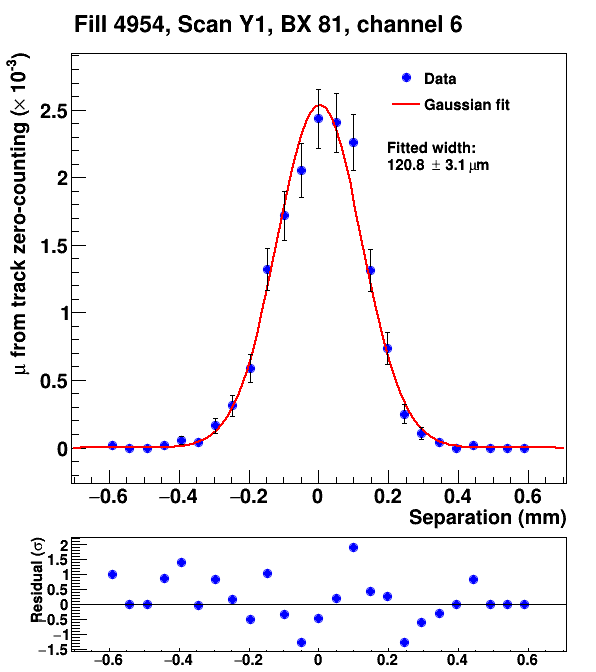 Fill 4954, Scan Y1, BX 81, channel 6
μ from track zero-counting (× 10⁻³)
2.5
2
1.5
1
0.5
0
Data
Gaussian fit
Fitted width:
120.8 ± 3.1 μm
−0.6 −0.4 −0.2 0 0.2 0.4 0.6
Separation (mm)
Residual (σ)
2
1.5
1
0.5
0
−0.5
−1
−1.5
−0.6 −0.4 −0.2 0 0.2 0.4 0.6